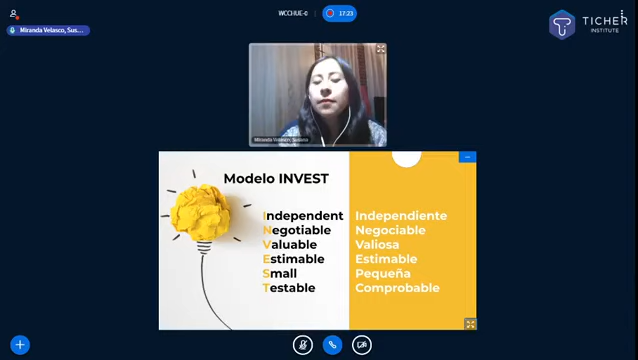 WCCHUE-0
17:23
Miranda Velasco, Sus...
TICHER
INSTITUTE
Miranda Velasco, Susana
Modelo INVEST
Independent
Negotiable
Valuable
Estimable
Small
Testable
Independiente
Negociable
Valiosa
Estimable
Pequeña
Comprobable